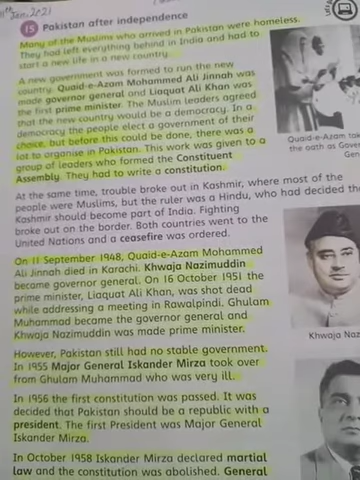 Jan, 2021
15 Pakistan after independence
Many of the Muslims who arrived in Pakistan were homeless.
They had left everything behind in India and had to
start a new life in a new country.
A new government was formed to run the new
country. Quaid-e-Azam Mohammed Ali Jinnah was
made governor general and Liaquat Ali Khan was
the first prime minister. The Muslim leaders agreed
that the new country would be a democracy. In a
democracy the people elect a government of their
choice, but before this could be done, there was a
lot to organise in Pakistan. This work was given to a
group of leaders who formed the Constituent
Assembly. They had to write a constitution.
Quaid-e-Azam
the oath as Gover
Gen
At the same time, trouble broke out in Kashmir, where most of the
people were Muslims, but the ruler was a Hindu, who had decided tha
Kashmir should become part of India. Fighting
broke out on the border. Both countries went to the
United Nations and a ceasefire was ordered.
On 11 September 1948, Quaid-e-Azam Mohammed
Ali Jinnah died in Karachi. Khwaja Nazimuddin
became governor general. On 16 October 1951 the
prime minister, Liaquat Ali Khan, was shot dead
while addressing a meeting in Rawalpindi. Ghulam
Muhammad became the governor general and
Khwaja Nazimuddin was made prime minister.
Khwaja Naz
However, Pakistan still had no stable government.
In 1955 Major General Iskander Mirza took over
from Ghulam Muhammad who was very ill.
In 1956 the first constitution was passed. It was
decided that Pakistan should be a republic with a
president. The first President was Major General
Iskander Mirza.
In October 1958 Iskander Mirza declared martial
law and the constitution was abolished. General